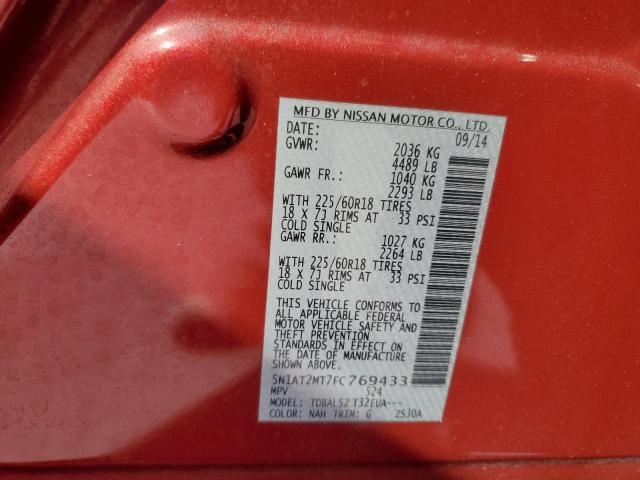 MFD BY NISSAN MOTOR CO., LTD.
DATE: 09/14
GVWR: 2036 KG
4489 LB
GAWR FR.: 1040 KG
2293 LB
WITH 225/60R18 TIRES
18 X 7J RIMS AT 33 PSI
COLD SINGLE
GAWR RR.: 1027 KG
2264 LB
WITH 225/60R18 TIRES
18 X 7J RIMS AT 33 PSI
COLD SINGLE
THIS VEHICLE CONFORMS TO
ALL APPLICABLE FEDERAL
MOTOR VEHICLE SAFETY AND
THEFT PREVENTION
STANDARDS IN EFFECT ON
THE DATE OF MANUFACTURE
SHOWN ABOVE.
5N1AT2MT7FC769433
MPV 524
MODEL: TDBALSZ T32EUA---
COLOR: NAH TRIM: G 2S30A